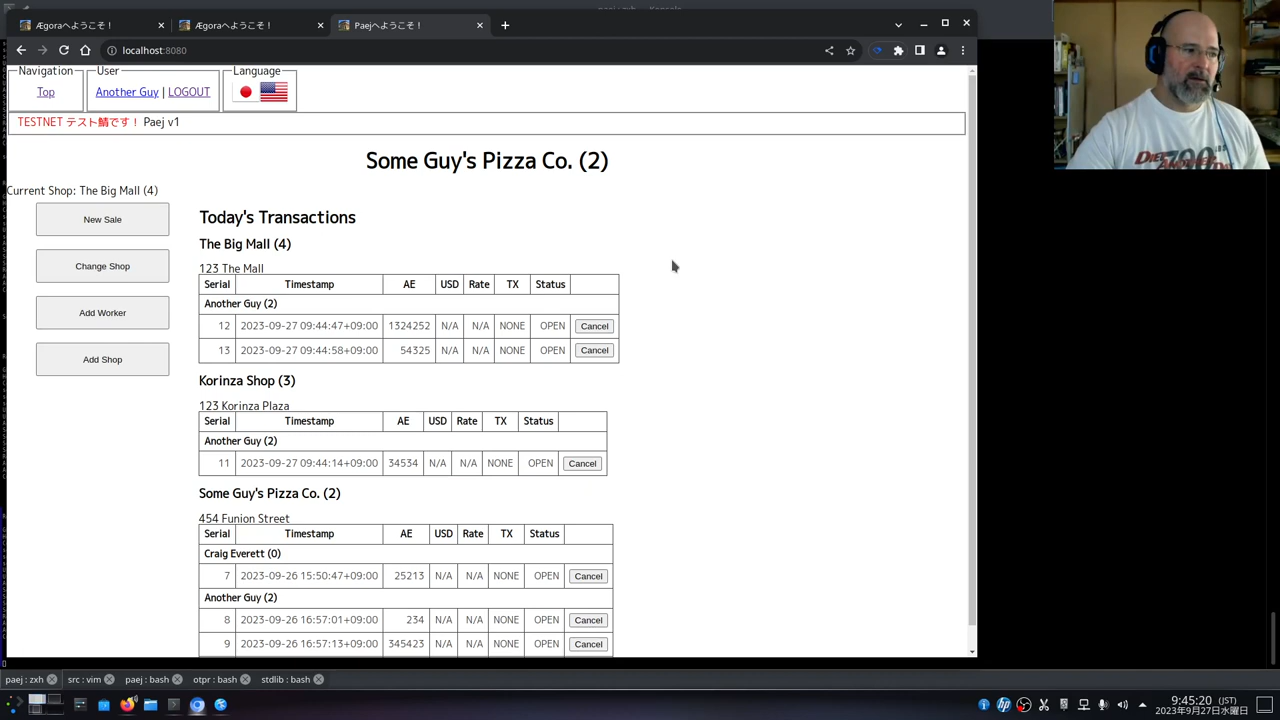 Ægoraへようこそ！
Ægoraへようこそ！
Paejへようこそ！
localhost:8080
Navigation
Top
User
Another Guy | LOGOUT
Language
TESTNET テスト鯖です！ Paej v1
Some Guy's Pizza Co. (2)
Current Shop: The Big Mall (4)
New Sale
Change Shop
Add Worker
Add Shop
Today's Transactions
The Big Mall (4)
123 The Mall
Serial Timestamp AE USD Rate TX Status
Another Guy (2)
12 2023-09-27 09:44:47+09:00 1324252 N/A N/A NONE OPEN Cancel
13 2023-09-27 09:44:58+09:00 54325 N/A N/A NONE OPEN Cancel
Korinza Shop (3)
123 Korinza Plaza
Serial Timestamp AE USD Rate TX Status
Another Guy (2)
11 2023-09-27 09:44:14+09:00 34534 N/A N/A NONE OPEN Cancel
Some Guy's Pizza Co. (2)
454 Funion Street
Serial Timestamp AE USD Rate TX Status
Craig Everett (0)
7 2023-09-26 15:50:47+09:00 25213 N/A N/A NONE OPEN Cancel
Another Guy (2)
8 2023-09-26 16:57:01+09:00 234 N/A N/A NONE OPEN Cancel
9 2023-09-26 16:57:13+09:00 345423 N/A N/A NONE OPEN Cancel
paej : zxh
src : vim
paej : bash
otpr : bash
stdlib : bash
9:45:20 (JST)
2023年9月27日水曜日